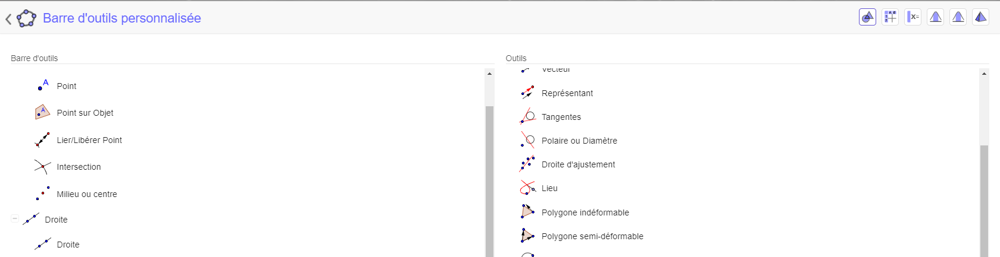 Barre d'outils personnalisée
Barre d'outils
Point
Point sur Objet
Lier/Libérer Point
Intersection
Milieu ou centre
Droite
Droite
Outils
Vecteur
Représentant
Tangentes
Polaire ou Diamètre
Droite d'ajustement
Lieu
Polygone indéformable
Polygone semi-déformable